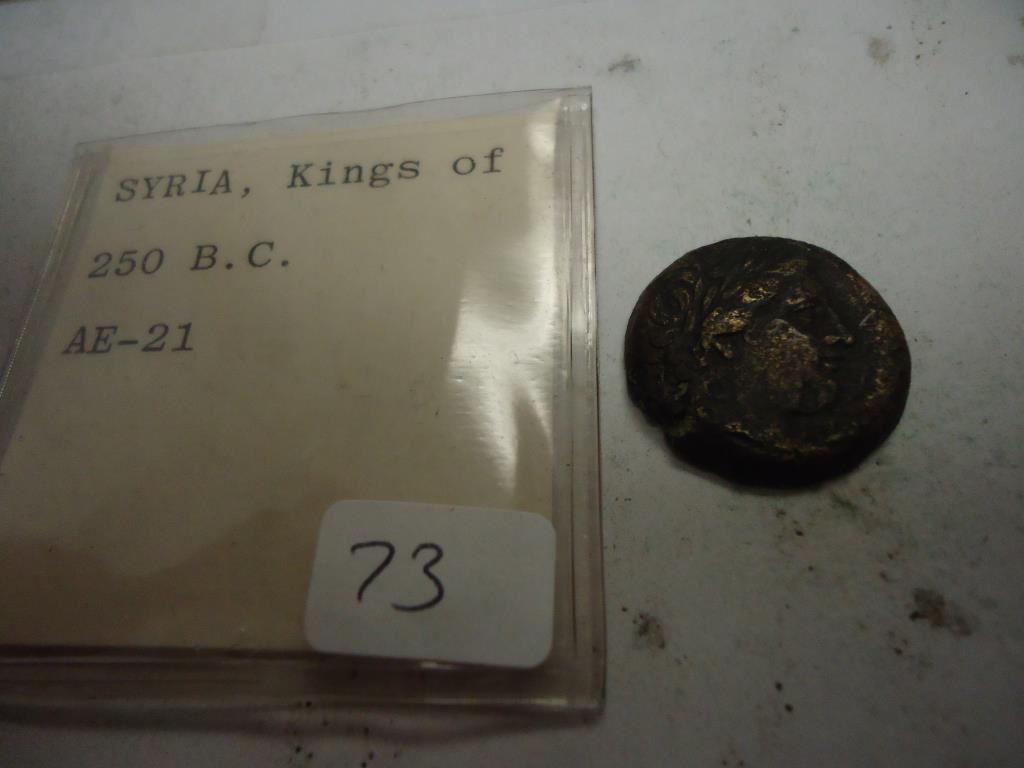 SYRIA, Kings of
250 B.C.
AE-21
73